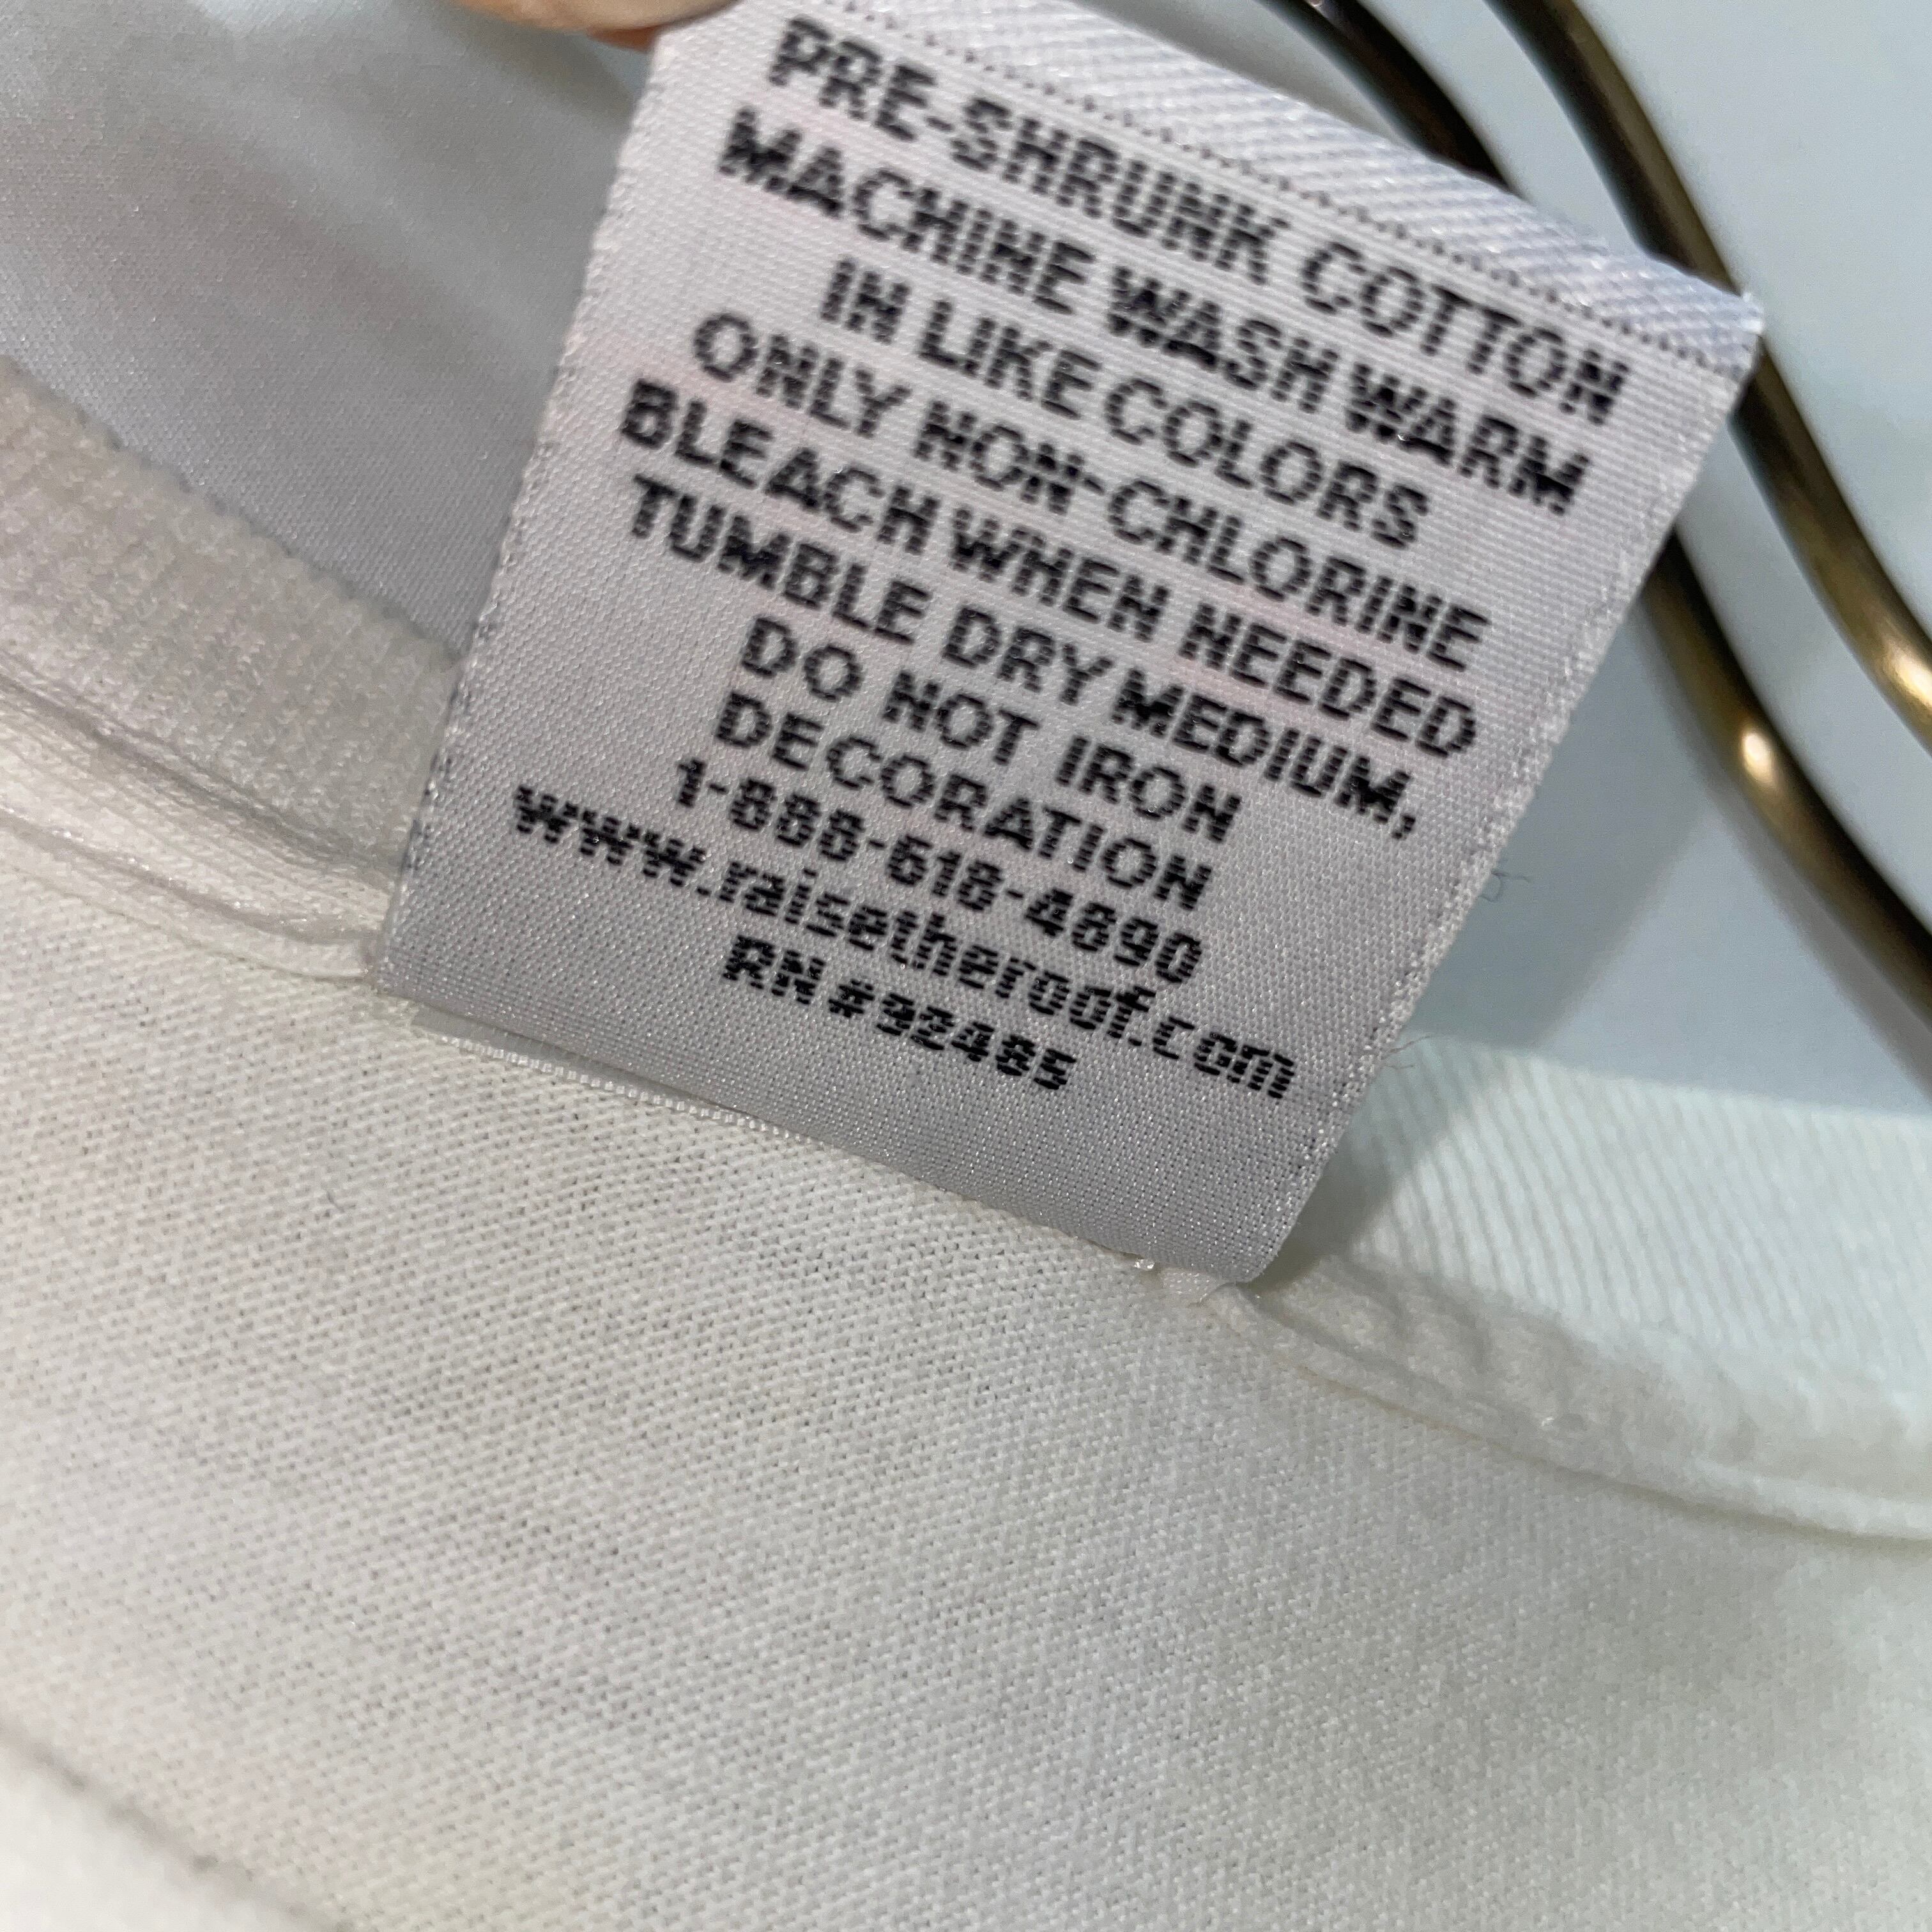 PRE-SHRUNK COTTON
MACHINE WASH WARM
IN LIKE COLORS
ONLY NON-CHLORINE
BLEACH WHEN NEEDED
TUMBLE DRY MEDIUM,
DO NOT IRON
DECORATION
1-888-618-4890
www.raisetheroof.com
RN #92485